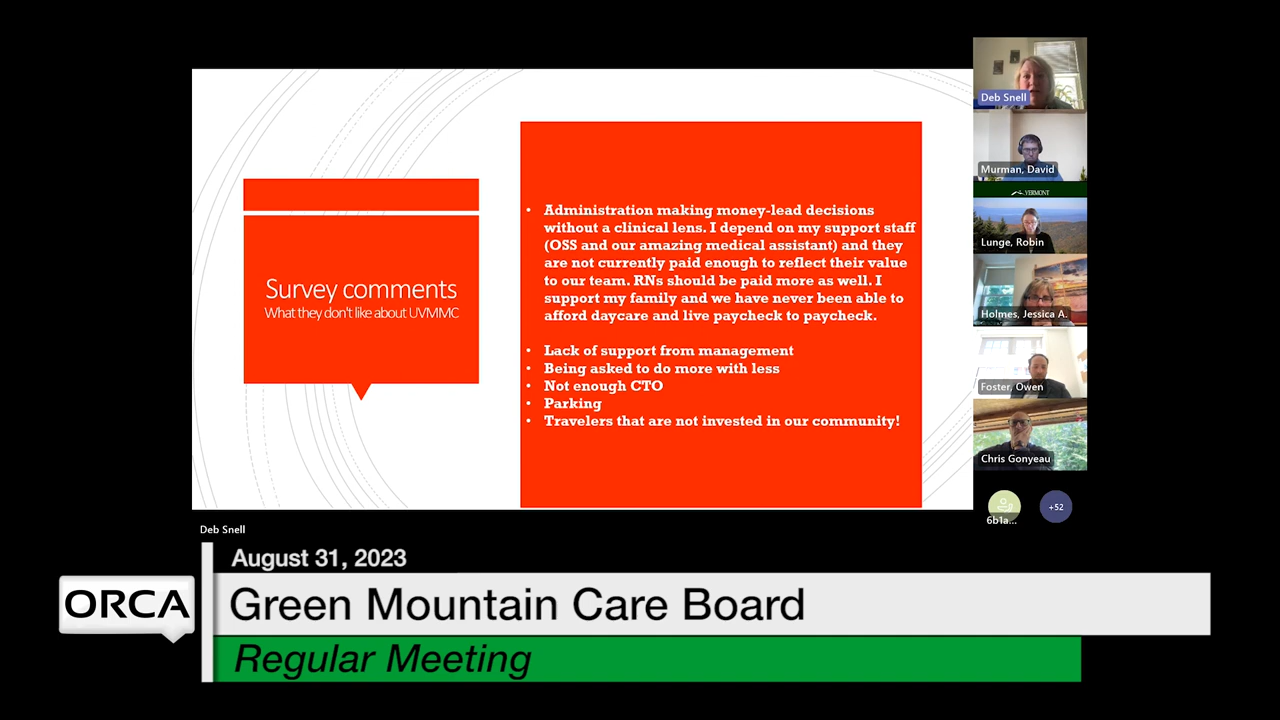 Survey comments
What they don't like about UVMMC
• Administration making money-lead decisions
without a clinical lens. I depend on my support staff
(OSS and our amazing medical assistant) and they
are not currently paid enough to reflect their value
to our team. RNs should be paid more as well. I
support my family and we have never been able to
afford daycare and live paycheck to paycheck.
• Lack of support from management
• Being asked to do more with less
• Not enough CTO
• Parking
• Travelers that are not invested in our community!
Deb Snell
Murman, David
VERMONT
Lunge, Robin
Holmes, Jessica A.
Foster, Owen
Chris Gonyeau
6b1a...
+52
Deb Snell
August 31, 2023
ORCA
Green Mountain Care Board
Regular Meeting